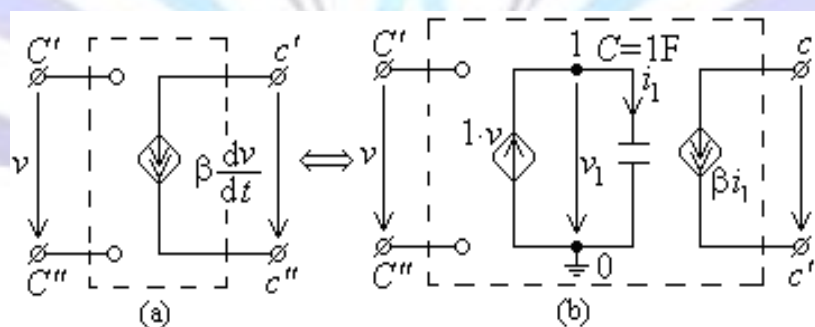 C'
c'
v
β dv/dt
C"
c"
(a)
C'
1
C=1F
c
i₁
v
1·v
v₁
βi₁
C"
0
c'
(b)